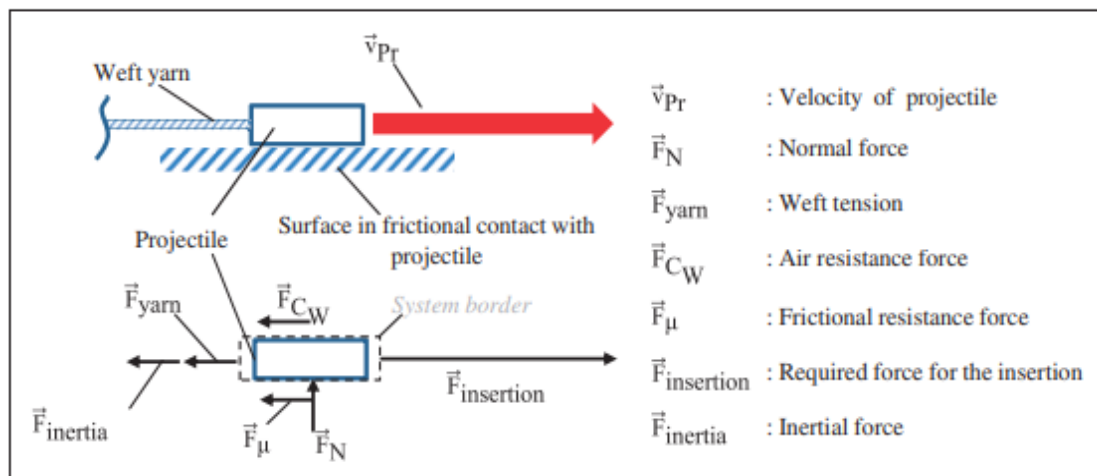 v⃗Pr
Weft yarn
Surface in frictional contact with
projectile
Projectile
F⃗yarn
F⃗CW
System border
F⃗insertion
F⃗inertia
F⃗μ
F⃗N
v⃗Pr : Velocity of projectile
F⃗N : Normal force
F⃗yarn : Weft tension
F⃗CW : Air resistance force
F⃗μ : Frictional resistance force
F⃗insertion : Required force for the insertion
F⃗inertia : Inertial force